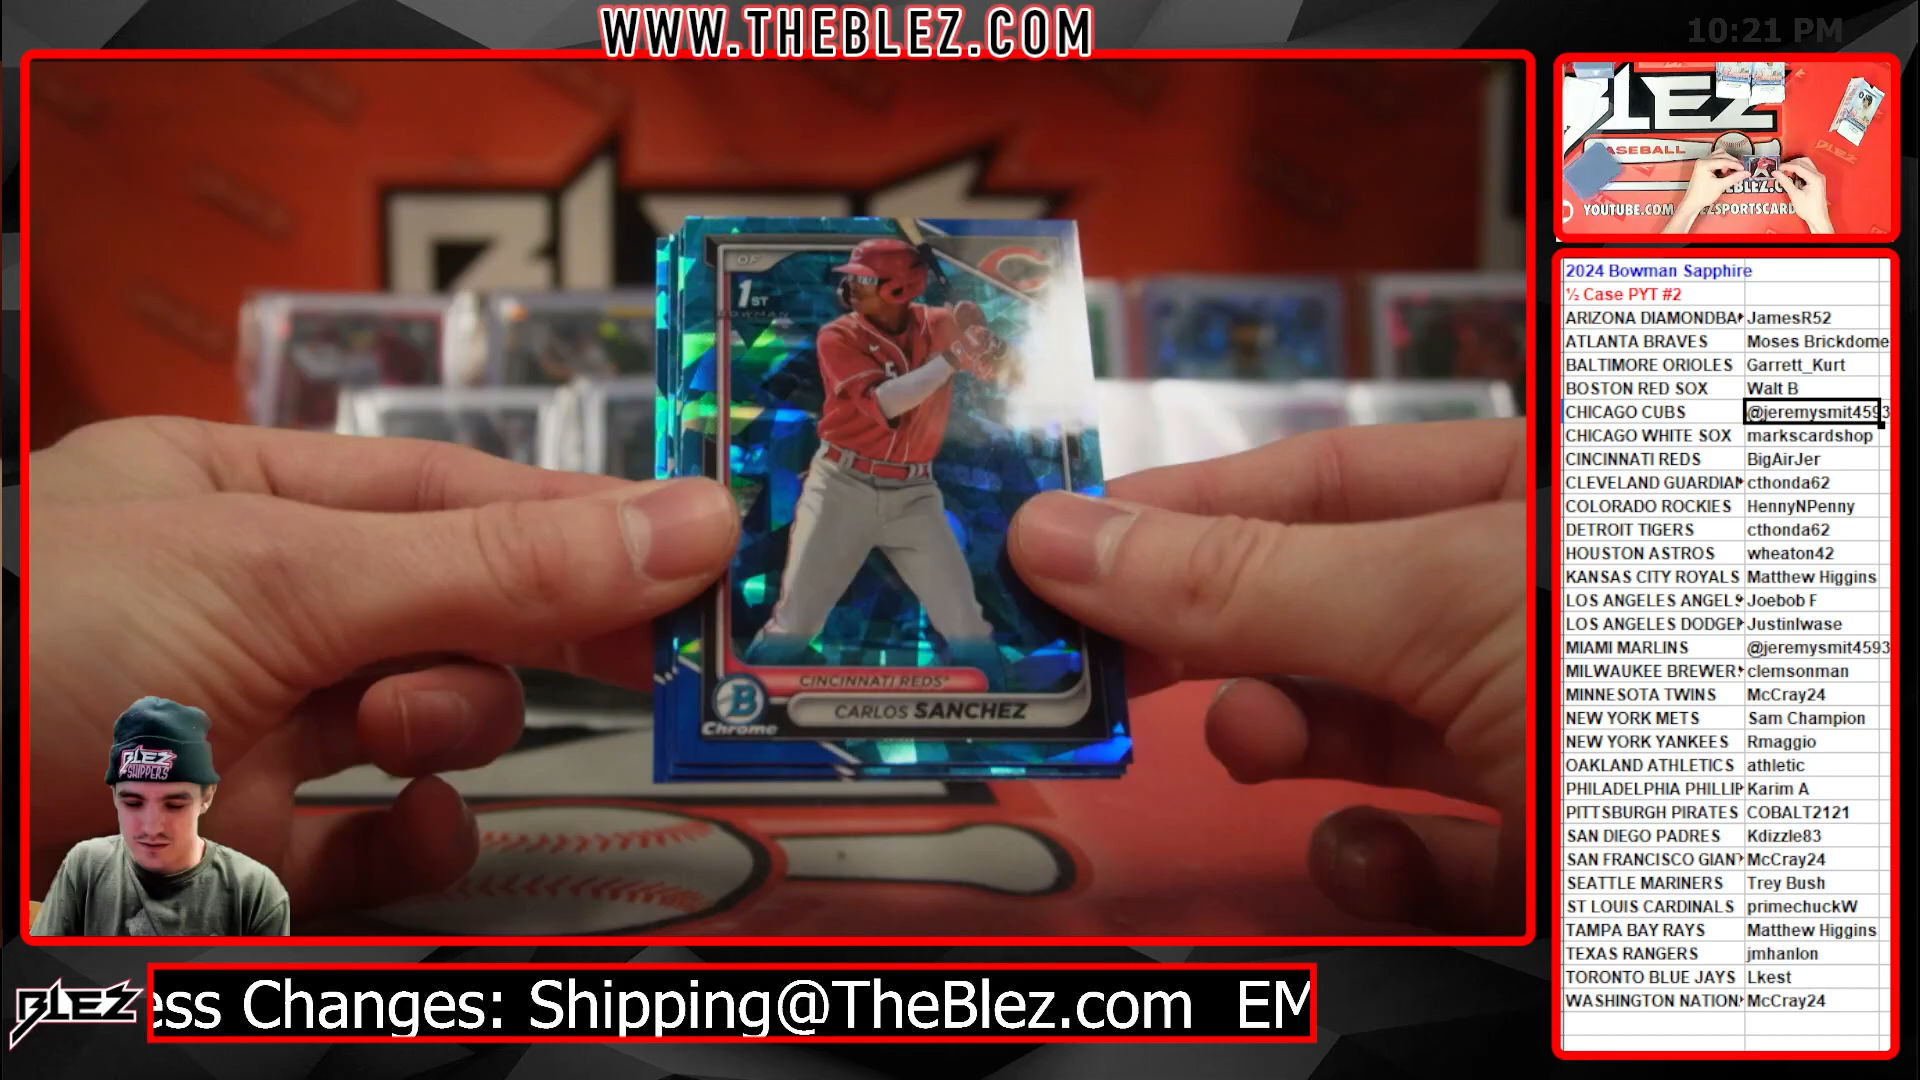 WWW.THEBLEZ.COM
10:21 PM
BLEZ
BASEBALL
BLEZ
YOUTUBE.COM
1ST
BOWMAN
OF
CINCINNATI REDS
CARLOS SANCHEZ
B
Chrome
BLEZ
SHIPPERS
BLEZ
ess Changes: Shipping@TheBlez.com EM
2024 Bowman Sapphire
½ Case PYT #2
ARIZONA DIAMONDBA JamesR52
ATLANTA BRAVES Moses Brickdome
BALTIMORE ORIOLES Garrett_Kurt
BOSTON RED SOX Walt B
CHICAGO CUBS @jeremysmit4593
CHICAGO WHITE SOX markscardshop
CINCINNATI REDS BigAirJer
CLEVELAND GUARDIAN cthonda62
COLORADO ROCKIES HennyNPenny
DETROIT TIGERS cthonda62
HOUSTON ASTROS wheaton42
KANSAS CITY ROYALS Matthew Higgins
LOS ANGELES ANGELS Joebob F
LOS ANGELES DODGE JustinIwase
MIAMI MARLINS @jeremysmit4593
MILWAUKEE BREWER clemsonman
MINNESOTA TWINS McCray24
NEW YORK METS Sam Champion
NEW YORK YANKEES Rmaggio
OAKLAND ATHLETICS athletic
PHILADELPHIA PHILLI Karim A
PITTSBURGH PIRATES COBALT2121
SAN DIEGO PADRES Kdizzle83
SAN FRANCISCO GIANT McCray24
SEATTLE MARINERS Trey Bush
ST LOUIS CARDINALS primechuckW
TAMPA BAY RAYS Matthew Higgins
TEXAS RANGERS jmhanlon
TORONTO BLUE JAYS Lkest
WASHINGTON NATION McCray24